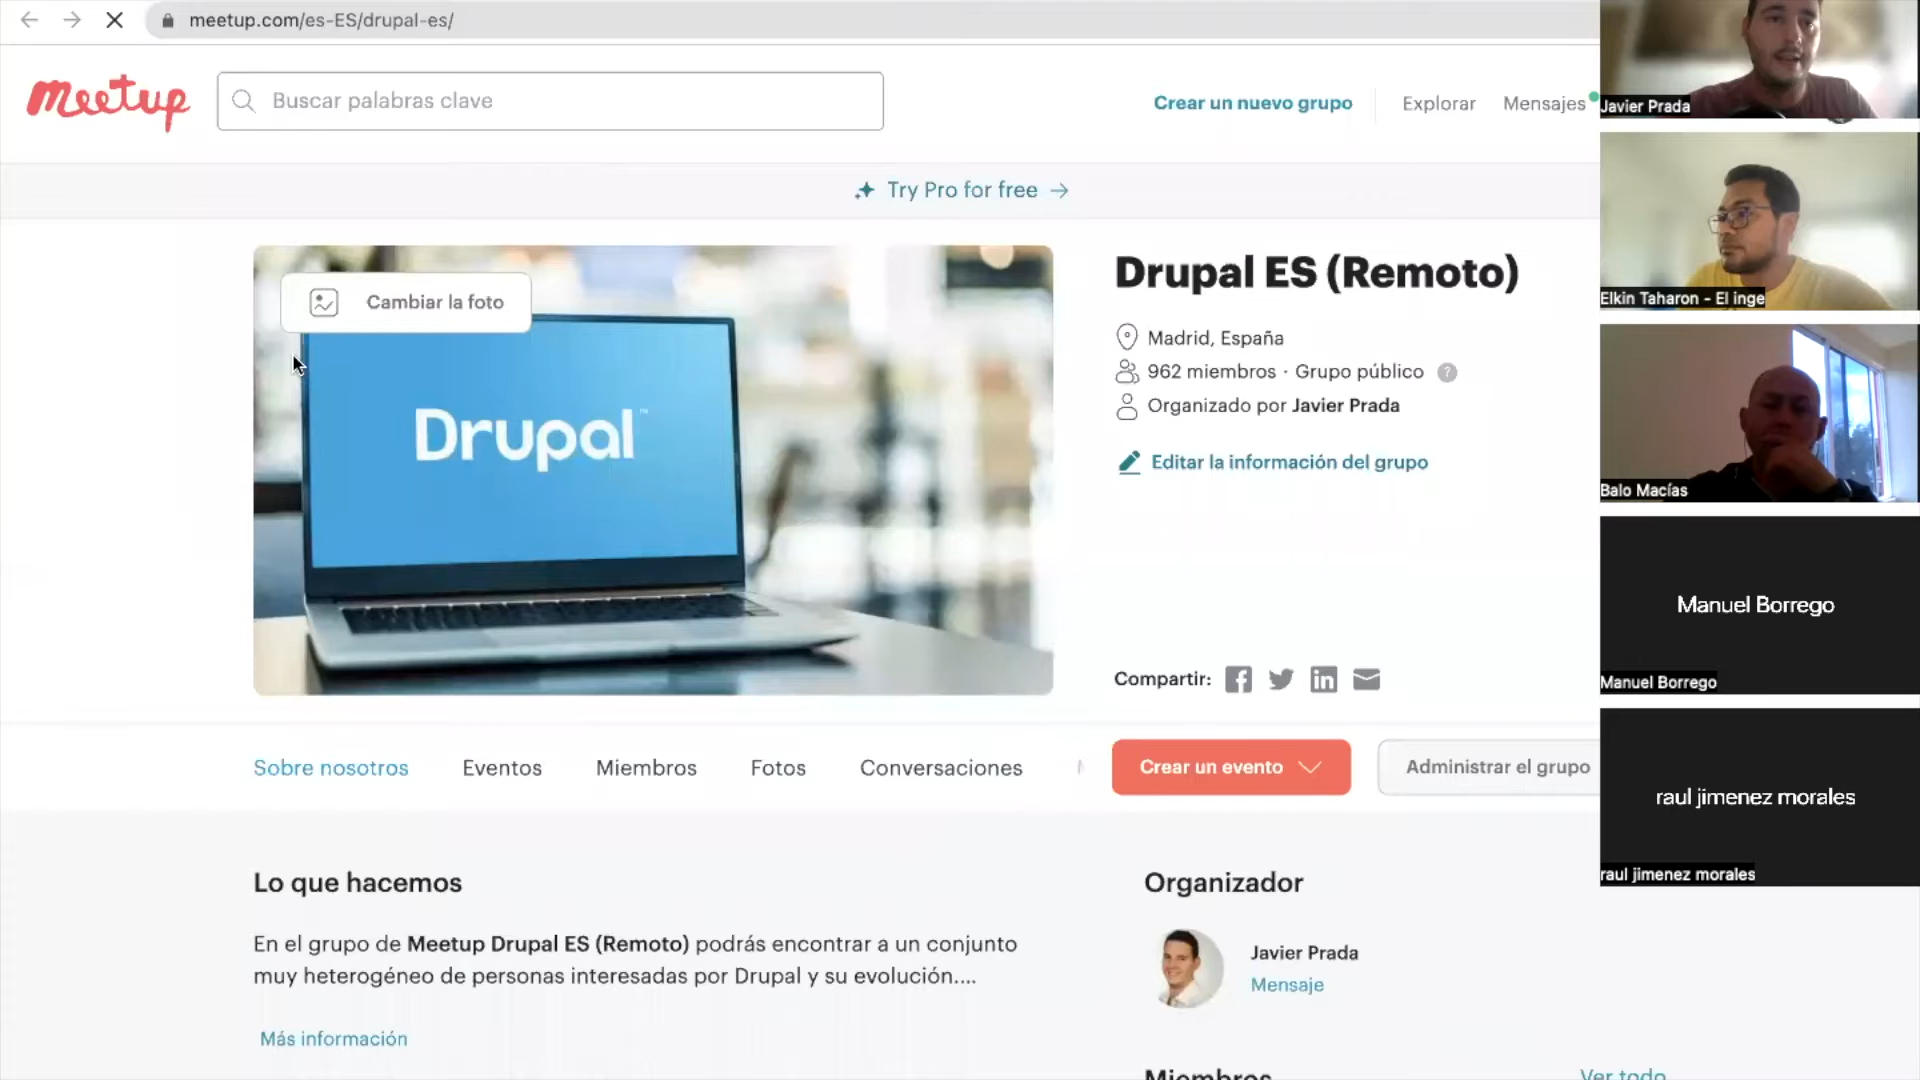 meetup.com/es-ES/drupal-es/
Meetup
Buscar palabras clave
Crear un nuevo grupo
Explorar
Mensajes
Try Pro for free
Cambiar la foto
Drupal™
Drupal ES (Remoto)
Madrid, España
962 miembros · Grupo público ?
Organizado por Javier Prada
Editar la información del grupo
Compartir:
Sobre nosotros
Eventos
Miembros
Fotos
Conversaciones
Crear un evento
Administrar el grupo
Lo que hacemos
En el grupo de Meetup Drupal ES (Remoto) podrás encontrar a un conjunto
muy heterogéneo de personas interesadas por Drupal y su evolución....
Más información
Organizador
Javier Prada
Mensaje
Miembros
Ver todo
Javier Prada
Elkin Taharon - El inge
Balo Macías
Manuel Borrego
Manuel Borrego
raul jimenez morales
raul jimenez morales